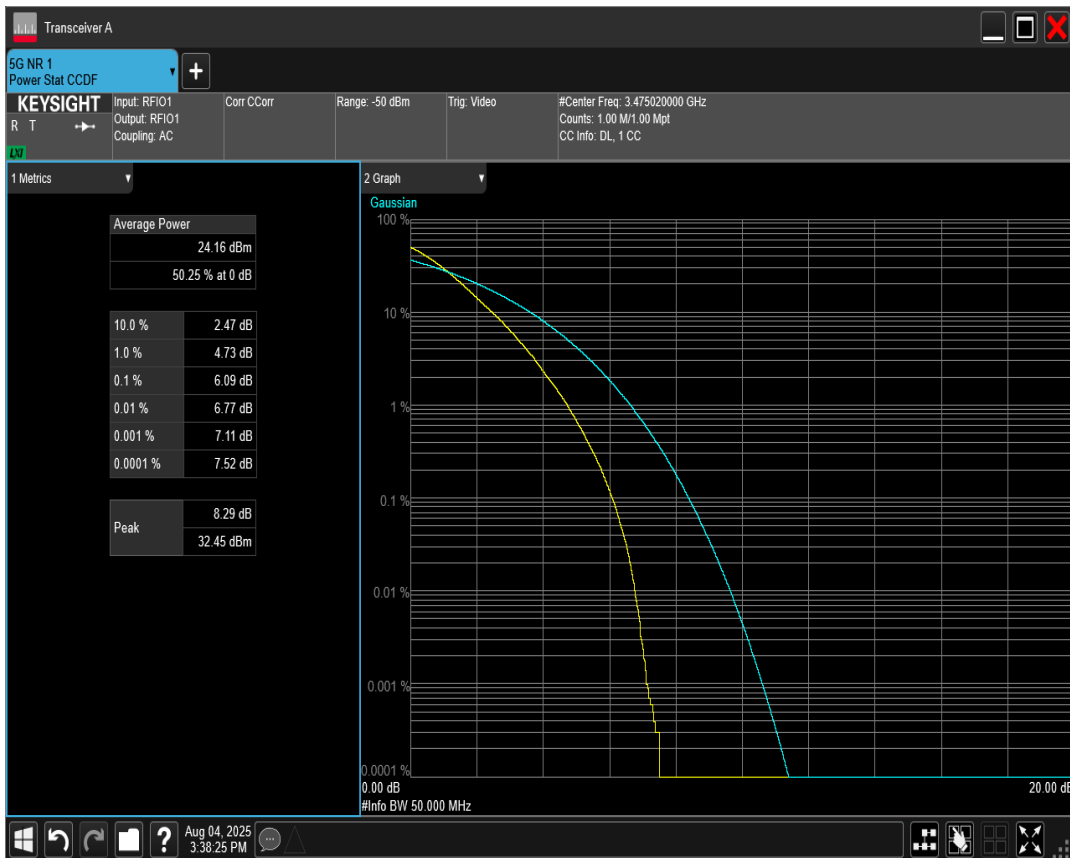 Transceiver A
5G NR 1
Power Stat CCDF
KEYSIGHT
R T
LXI
Input: RFIO1
Output: RFIO1
Coupling: AC
Corr CCorr
Range: -50 dBm
Trig: Video
#Center Freq: 3.475020000 GHz
Counts: 1.00 M/1.00 Mpt
CC Info: DL, 1 CC
1 Metrics
Average Power
24.16 dBm
50.25 % at 0 dB
10.0 % 2.47 dB
1.0 % 4.73 dB
0.1 % 6.09 dB
0.01 % 6.77 dB
0.001 % 7.11 dB
0.0001 % 7.52 dB
Peak 8.29 dB
32.45 dBm
2 Graph
Gaussian
100 %
10 %
1 %
0.1 %
0.01 %
0.001 %
0.0001 %
0.00 dB 20.00 dB
#Info BW 50.000 MHz
? Aug 04, 2025
3:38:25 PM